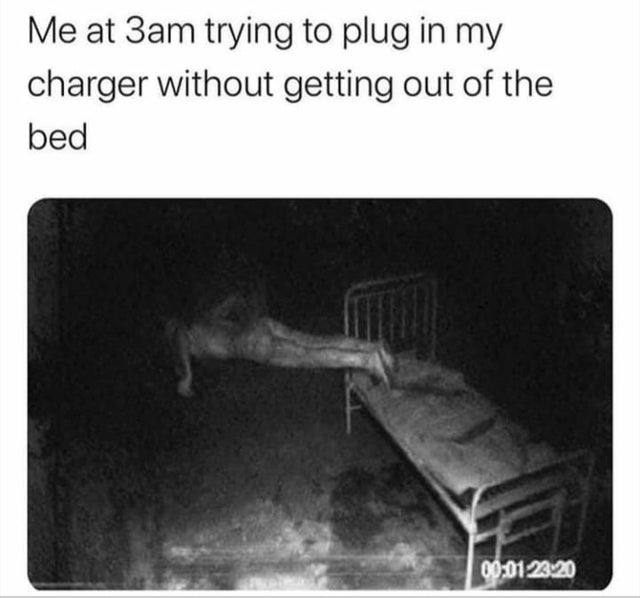 Me at 3am trying to plug in my
charger without getting out of the
bed
00:01:23:20